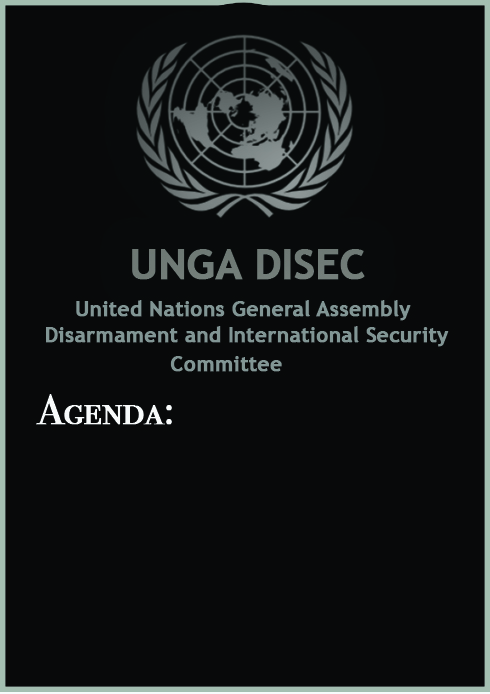 UNGA DISEC
United Nations General Assembly
Disarmament and International Security
Committee
AGENDA: